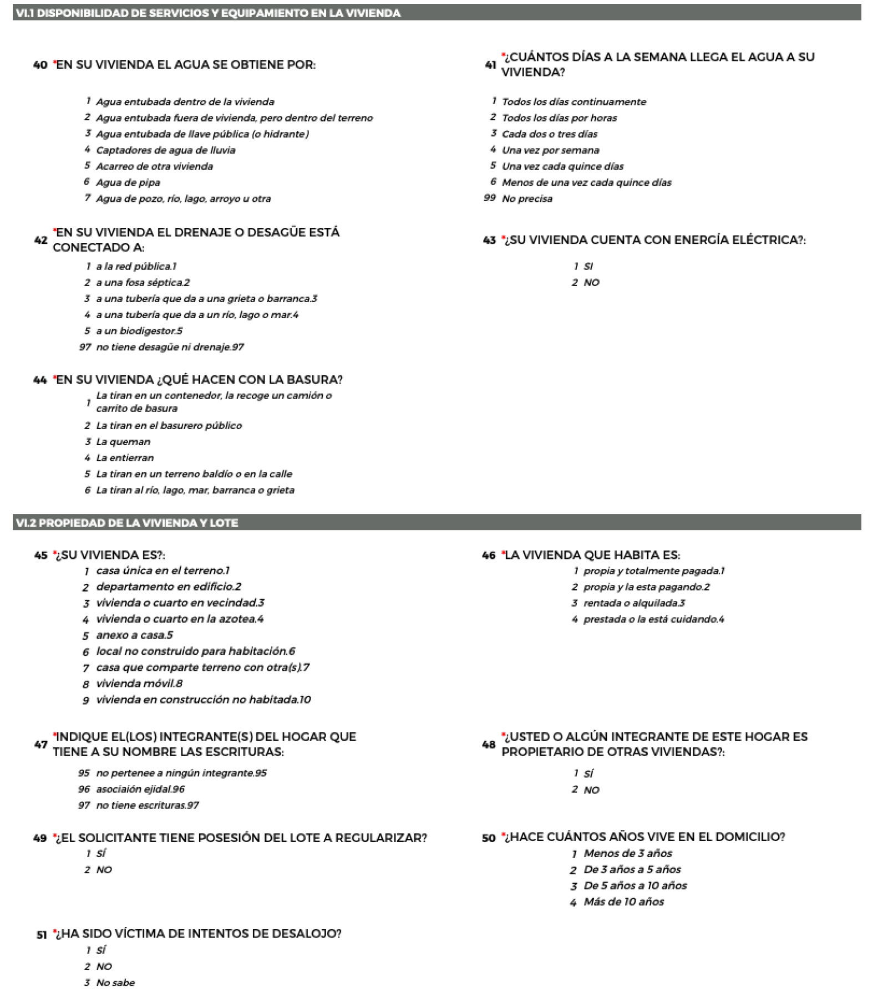 VI.1 DISPONIBILIDAD DE SERVICIOS Y EQUIPAMIENTO EN LA VIVIENDA
40 *EN SU VIVIENDA EL AGUA SE OBTIENE POR:
1 Agua entubada dentro de la vivienda
2 Agua entubada fuera de vivienda, pero dentro del terreno
3 Agua entubada de llave pública (o hidrante)
4 Captadores de agua de lluvia
5 Acarreo de otra vivienda
6 Agua de pipa
7 Agua de pozo, río, lago, arroyo u otra
41 *¿CUÁNTOS DÍAS A LA SEMANA LLEGA EL AGUA A SU
VIVIENDA?
1 Todos los días continuamente
2 Todos los días por horas
3 Cada dos o tres días
4 Una vez por semana
5 Una vez cada quince días
6 Menos de una vez cada quince días
99 No precisa
42 *EN SU VIVIENDA EL DRENAJE O DESAGÜE ESTÁ
CONECTADO A:
1 a la red pública.1
2 a una fosa séptica.2
3 a una tubería que da a una grieta o barranca.3
4 a una tubería que da a un río, lago o mar.4
5 a un biodigestor.5
97 no tiene desagüe ni drenaje.97
43 *¿SU VIVIENDA CUENTA CON ENERGÍA ELÉCTRICA?:
1 SI
2 NO
44 *EN SU VIVIENDA ¿QUÉ HACEN CON LA BASURA?
1 La tiran en un contenedor, la recoge un camión o
carrito de basura
2 La tiran en el basurero público
3 La queman
4 La entierran
5 La tiran en un terreno baldío o en la calle
6 La tiran al río, lago, mar, barranca o grieta
VI.2 PROPIEDAD DE LA VIVIENDA Y LOTE
45 *¿SU VIVIENDA ES?:
1 casa única en el terreno.1
2 departamento en edificio.2
3 vivienda o cuarto en vecindad.3
4 vivienda o cuarto en la azotea.4
5 anexo a casa.5
6 local no construido para habitación.6
7 casa que comparte terreno con otra(s).7
8 vivienda móvil.8
9 vivienda en construcción no habitada.10
46 *LA VIVIENDA QUE HABITA ES:
1 propia y totalmente pagada.1
2 propia y la esta pagando.2
3 rentada o alquilada.3
4 prestada o la está cuidando.4
47 *INDIQUE EL(LOS) INTEGRANTE(S) DEL HOGAR QUE
TIENE A SU NOMBRE LAS ESCRITURAS:
95 no pertenee a ningún integrante.95
96 asociaión ejidal.96
97 no tiene escrituras.97
48 *¿USTED O ALGÚN INTEGRANTE DE ESTE HOGAR ES
PROPIETARIO DE OTRAS VIVIENDAS?:
1 SÍ
2 NO
49 *¿EL SOLICITANTE TIENE POSESIÓN DEL LOTE A REGULARIZAR?
1 SÍ
2 NO
50 *¿HACE CUÁNTOS AÑOS VIVE EN EL DOMICILIO?
1 Menos de 3 años
2 De 3 años a 5 años
3 De 5 años a 10 años
4 Más de 10 años
51 *¿HA SIDO VÍCTIMA DE INTENTOS DE DESALOJO?
1 SÍ
2 NO
3 No sabe